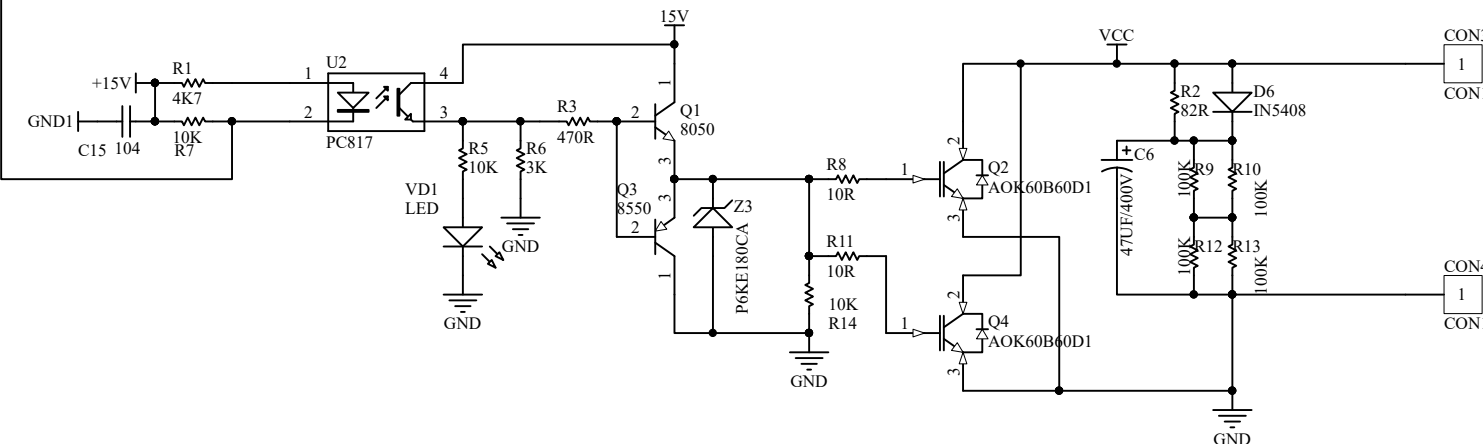 15V
VCC
CON3
1
CON
U2
+15V
R1
4K7
1
4
GND1
C15
104
10K
R7
2
3
PC817
R5
10K
R6
3K
R3
470R
1
2
3
Q1
8050
VD1
LED
GND
GND
Q3
8550
3
2
1
Z3
P6KE180CA
R8
10R
R11
10R
10K
R14
GND
2
1
3
Q2
AOK60B60D1
2
1
3
Q4
AOK60B60D1
R2
82R
D6
IN5408
+
C6
47UF/400V
R9
100K
R10
100K
R12
100K
R13
100K
CON4
1
CON
GND